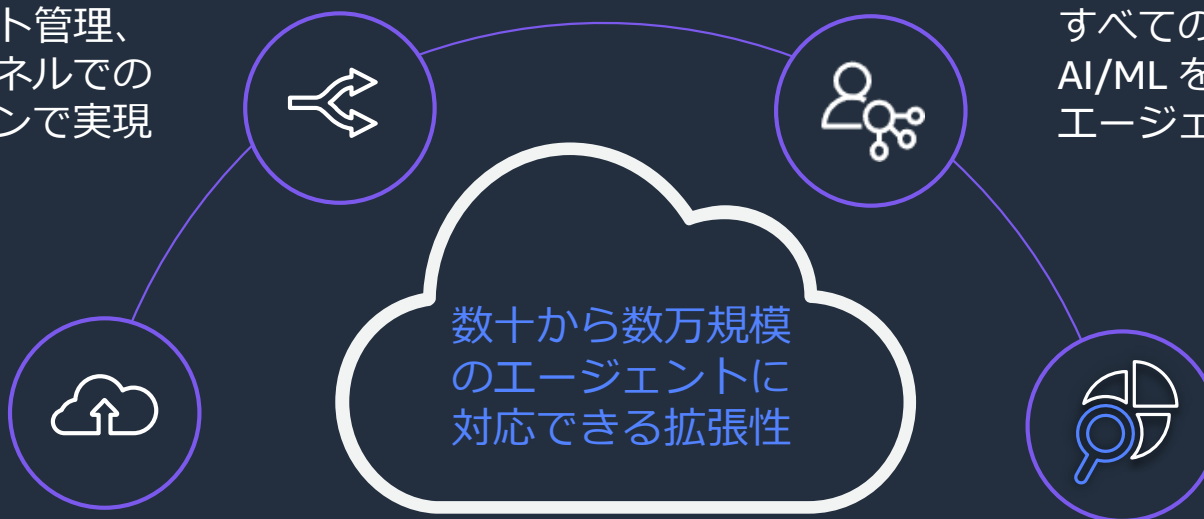 ト管理、
ネルでの
ンで実現
すべての
AI/ML を
エージェ
数十から数万規模
のエージェントに
対応できる拡張性